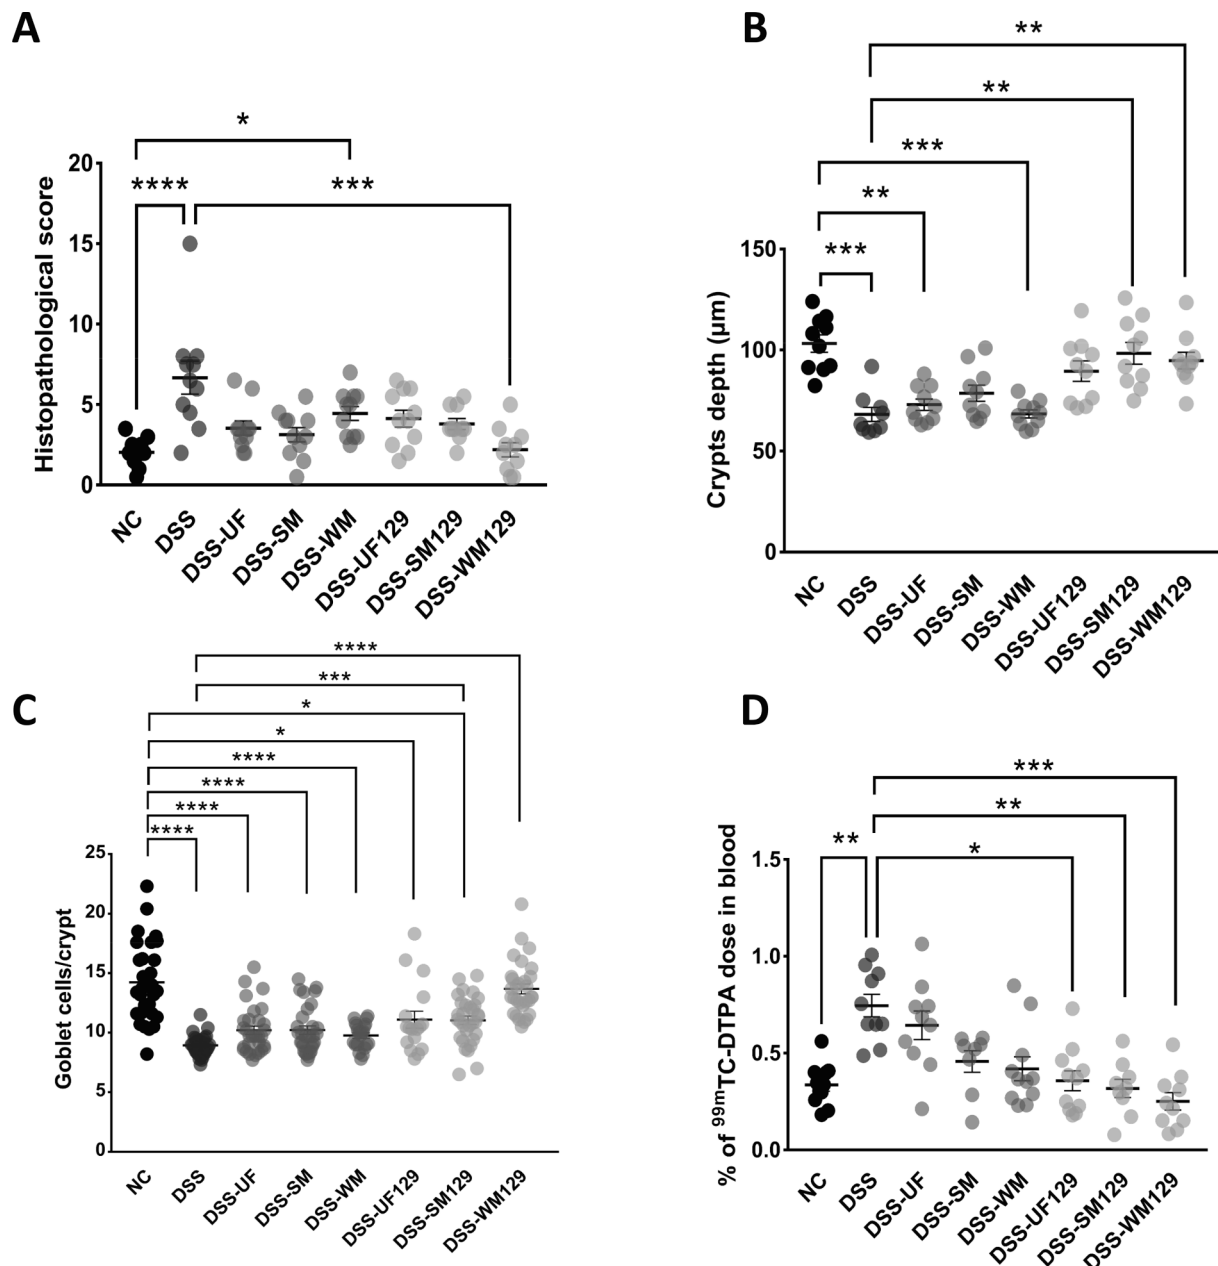 A
Histopathological score
20
15
10
5
0
*
****
***
NC
DSS
DSS-UF
DSS-SM
DSS-WM
DSS-UF129
DSS-SM129
DSS-WM129
B
Crypts depth (µm)
150
100
50
0
**
**
***
**
***
NC
DSS
DSS-UF
DSS-SM
DSS-WM
DSS-UF129
DSS-SM129
DSS-WM129
C
Goblet cells/crypt
25
20
15
10
5
0
****
***
*
*
****
****
****
****
NC
DSS
DSS-UF
DSS-SM
DSS-WM
DSS-UF129
DSS-SM129
DSS-WM129
D
% of 99mTC-DTPA dose in blood
1.5
1.0
0.5
0.0
***
**
**
*
NC
DSS
DSS-UF
DSS-SM
DSS-WM
DSS-UF129
DSS-SM129
DSS-WM129